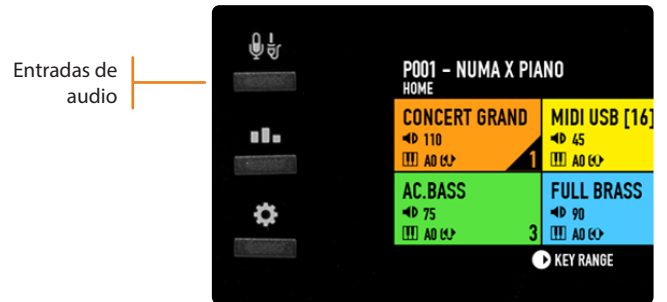 Entradas de
audio
P001 - NUMA X PIANO
HOME
CONCERT GRAND
110
A0
1
MIDI USB [16]
45
A0
AC.BASS
75
A0
3
FULL BRASS
90
A0
KEY RANGE